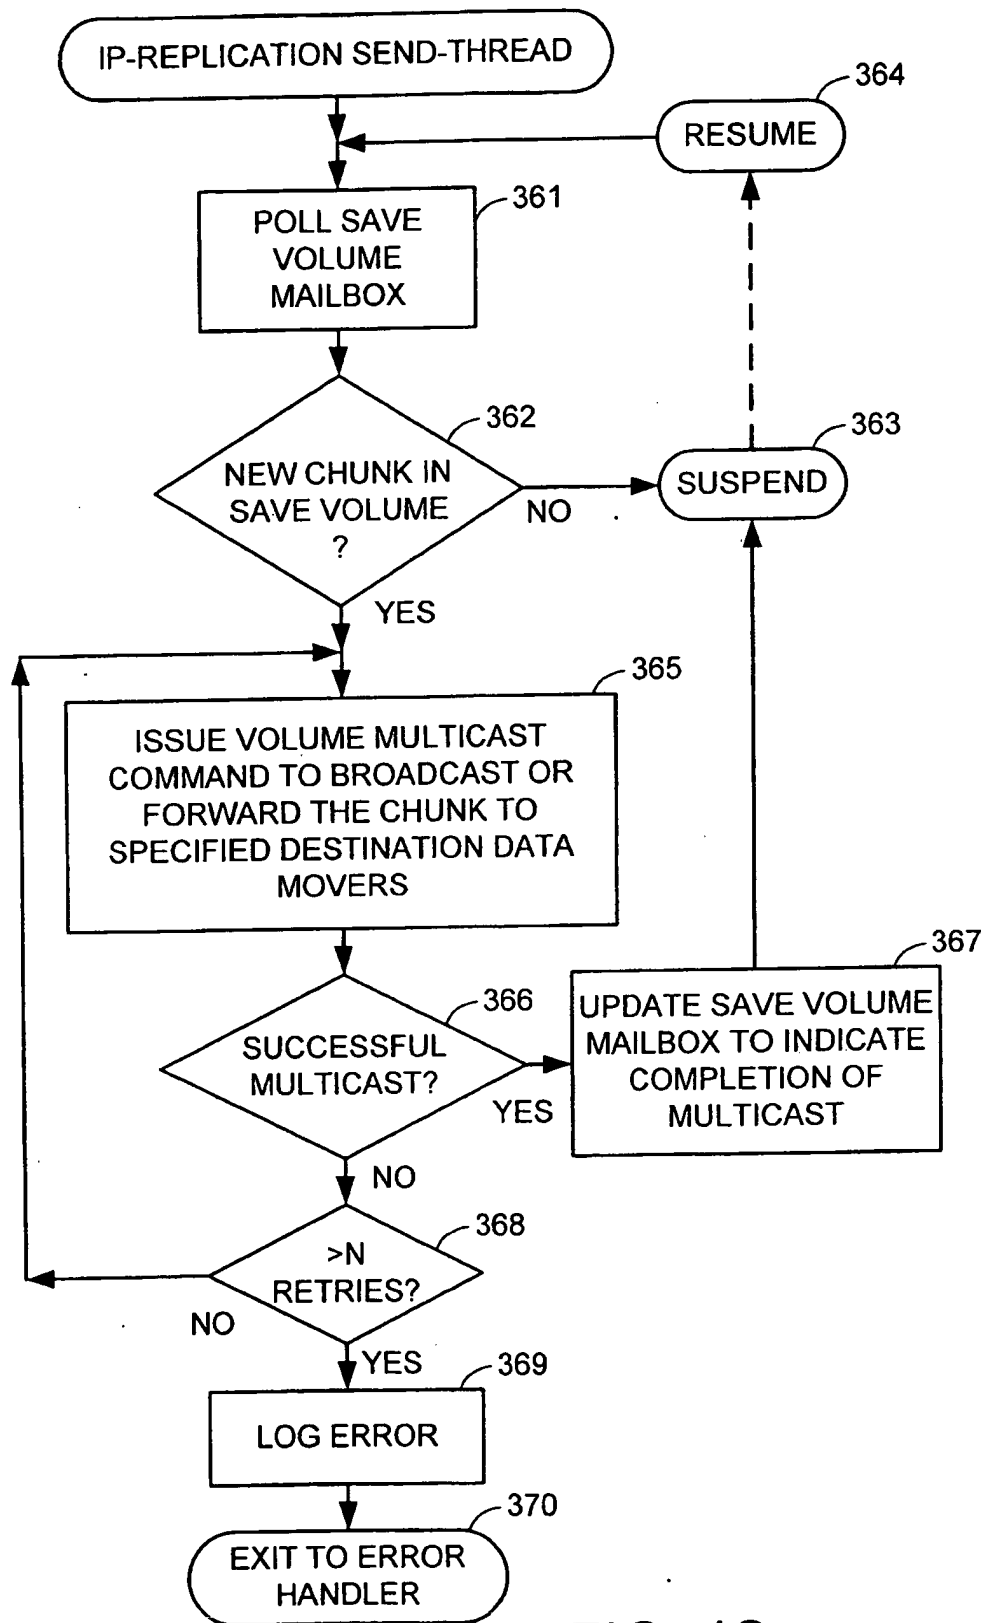 IP-REPLICATION SEND-THREAD
364
RESUME
361
POLL SAVE
VOLUME
MAILBOX
362
NEW CHUNK IN
SAVE VOLUME
?
NO
363
SUSPEND
YES
365
ISSUE VOLUME MULTICAST
COMMAND TO BROADCAST OR
FORWARD THE CHUNK TO
SPECIFIED DESTINATION DATA
MOVERS
366
SUCCESSFUL
MULTICAST?
YES
367
UPDATE SAVE VOLUME
MAILBOX TO INDICATE
COMPLETION OF
MULTICAST
NO
368
>N
RETRIES?
NO
YES
369
LOG ERROR
370
EXIT TO ERROR
HANDLER